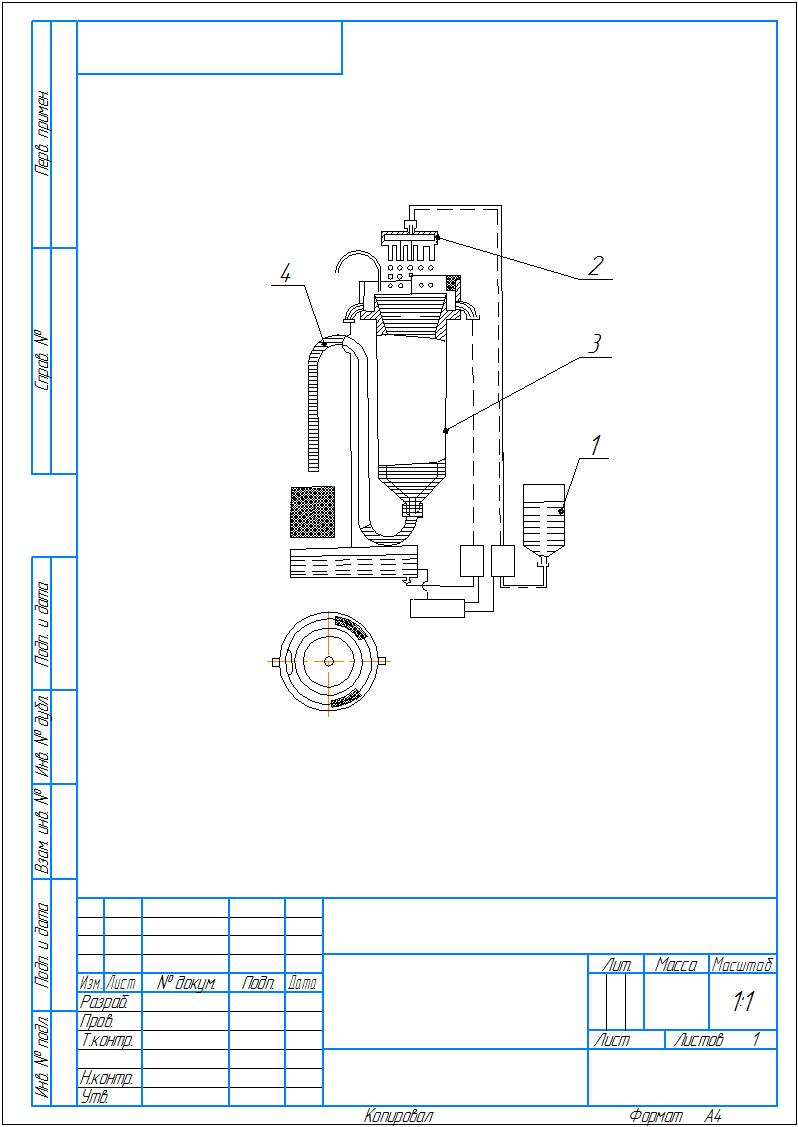 Перв. примен.
Справ. №
Подп. и дата
Инв. № дубл.
Взам. инв. №
Подп. и дата
Инв. № подл.
2
4
3
1
Изм. Лист № докум. Подп. Дата
Разраб.
Пров.
Т.контр.
Н.контр.
Утв.
Лит. Масса Масштаб
1:1
Лист Листов 1
Копировал Формат А4